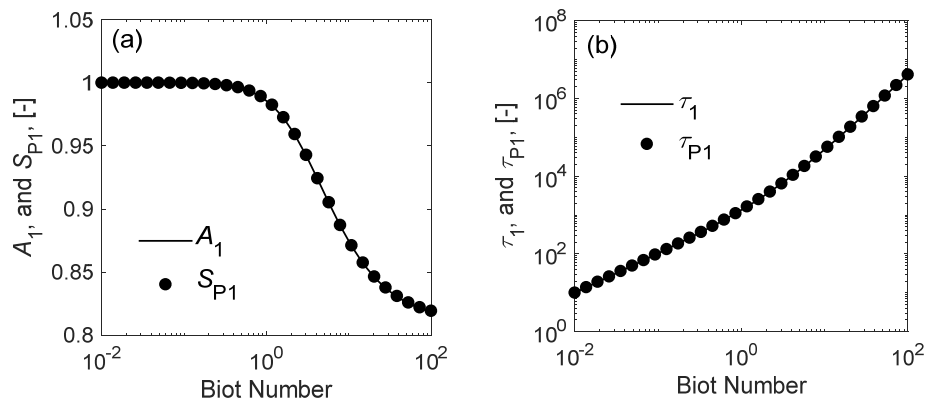 (a)
A1, and SP1, [-]
1.05
1
0.95
0.9
0.85
0.8
A1
SP1
10-2
100
102
Biot Number
(b)
τ1, and τP1, [-]
108
106
104
102
100
τ1
τP1
10-2
100
102
Biot Number